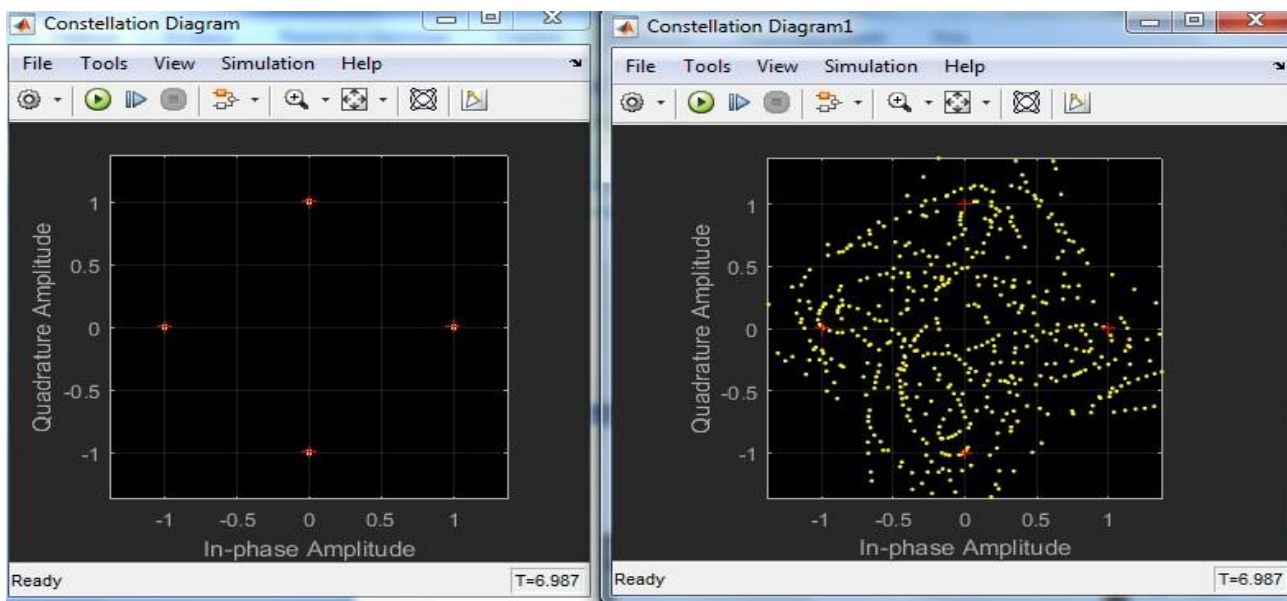 Constellation Diagram
File Tools View Simulation Help
1
0.5
0
-0.5
-1
Quadrature Amplitude
-1 -0.5 0 0.5 1
In-phase Amplitude
Ready T=6.987
Constellation Diagram1
File Tools View Simulation Help
1
0.5
0
-0.5
-1
Quadrature Amplitude
-1 -0.5 0 0.5 1
In-phase Amplitude
Ready T=6.987